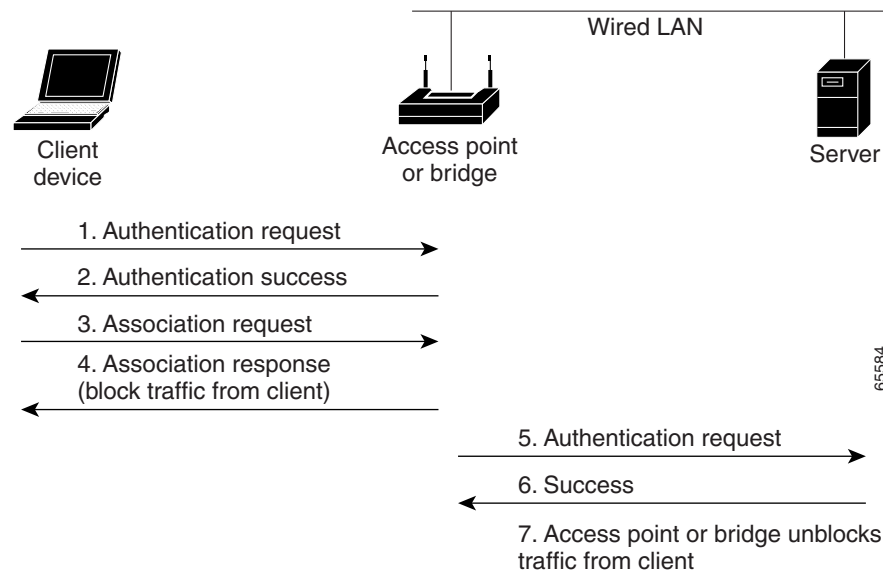 Wired LAN
Client
device
Access point
or bridge
Server
1. Authentication request
2. Authentication success
3. Association request
4. Association response
(block traffic from client)
65584
5. Authentication request
6. Success
7. Access point or bridge unblocks
traffic from client